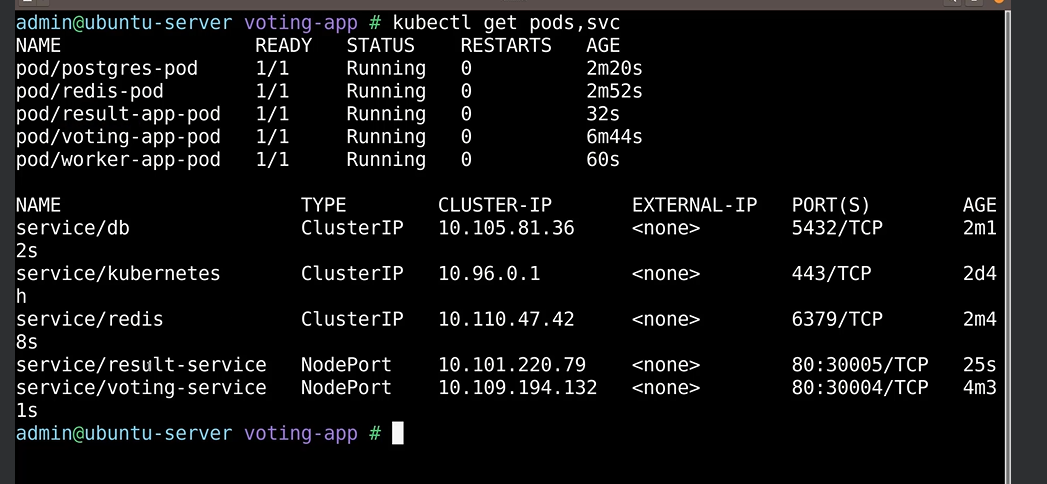 admin@ubuntu-server voting-app # kubectl get pods,svc
NAME READY STATUS RESTARTS AGE
pod/postgres-pod 1/1 Running 0 2m20s
pod/redis-pod 1/1 Running 0 2m52s
pod/result-app-pod 1/1 Running 0 32s
pod/voting-app-pod 1/1 Running 0 6m44s
pod/worker-app-pod 1/1 Running 0 60s
NAME TYPE CLUSTER-IP EXTERNAL-IP PORT(S) AGE
service/db ClusterIP 10.105.81.36 <none> 5432/TCP 2m1
2s
service/kubernetes ClusterIP 10.96.0.1 <none> 443/TCP 2d4
h
service/redis ClusterIP 10.110.47.42 <none> 6379/TCP 2m4
8s
service/result-service NodePort 10.101.220.79 <none> 80:30005/TCP 25s
service/voting-service NodePort 10.109.194.132 <none> 80:30004/TCP 4m3
1s
admin@ubuntu-server voting-app #